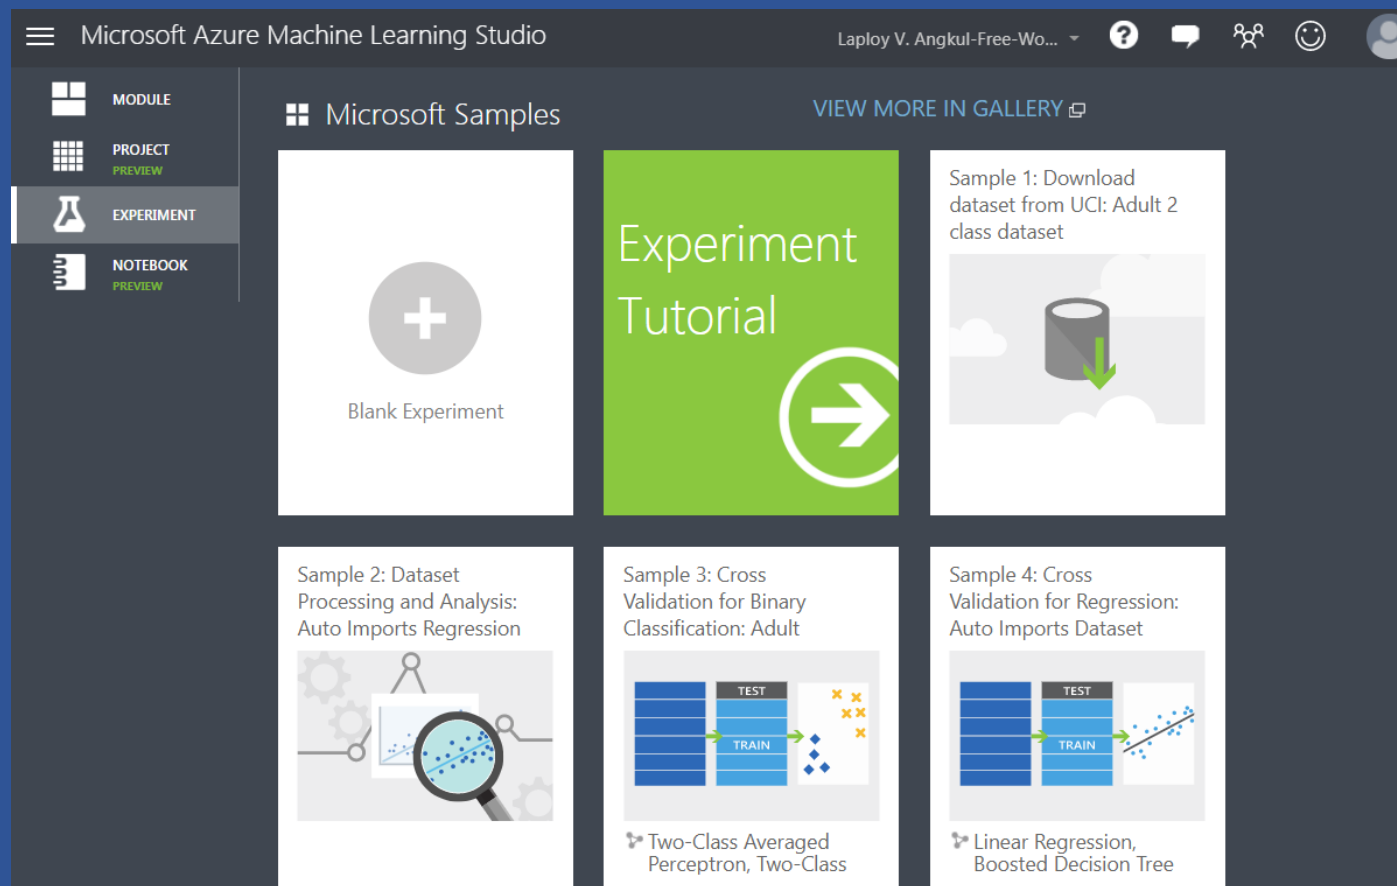 Microsoft Azure Machine Learning Studio
Laploy V. Angkul-Free-Wo...
?
MODULE
PROJECT
PREVIEW
EXPERIMENT
NOTEBOOK
PREVIEW
Microsoft Samples
VIEW MORE IN GALLERY
Blank Experiment
Experiment
Tutorial
Sample 1: Download
dataset from UCI: Adult 2
class dataset
Sample 2: Dataset
Processing and Analysis:
Auto Imports Regression
Sample 3: Cross
Validation for Binary
Classification: Adult
TEST
TRAIN
Two-Class Averaged
Perceptron, Two-Class
Sample 4: Cross
Validation for Regression:
Auto Imports Dataset
TEST
TRAIN
Linear Regression,
Boosted Decision Tree